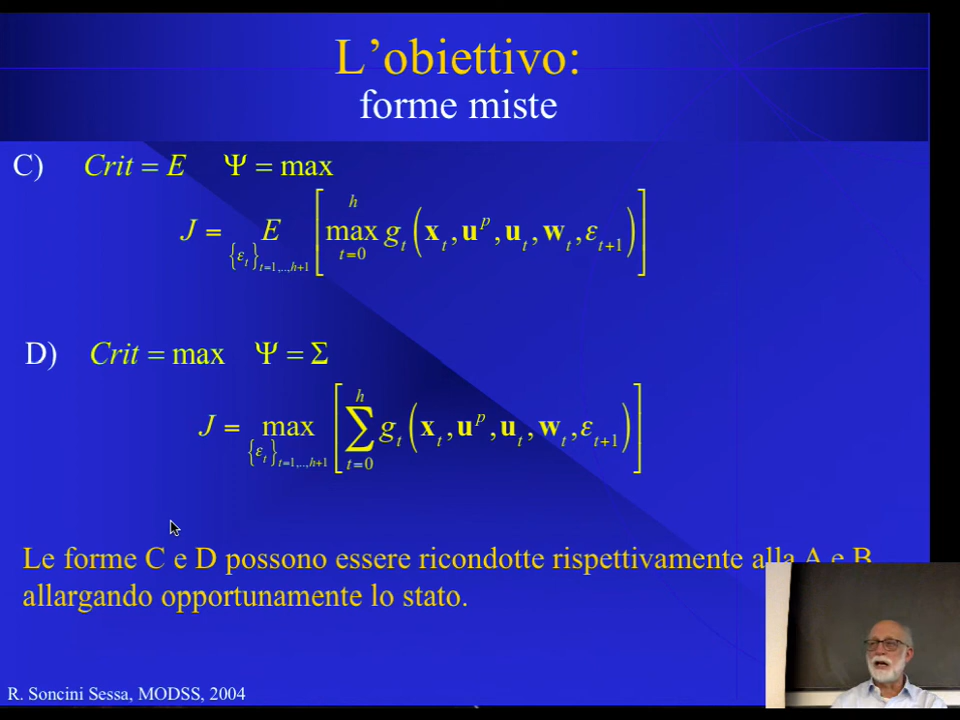 L'obiettivo:
forme miste
C) Crit = E Ψ = max
J = E_{{ε_t}_{t=1,..,h+1}} [ max_{t=0}^{h} g_t ( x_t , u^p , u_t , w_t , ε_{t+1} ) ]
D) Crit = max Ψ = Σ
J = max_{{ε_t}_{t=1,..,h+1}} [ Σ_{t=0}^{h} g_t ( x_t , u^p , u_t , w_t , ε_{t+1} ) ]
Le forme C e D possono essere ricondotte rispettivamente alla A e B
allargando opportunamente lo stato.
R. Soncini Sessa, MODSS, 2004